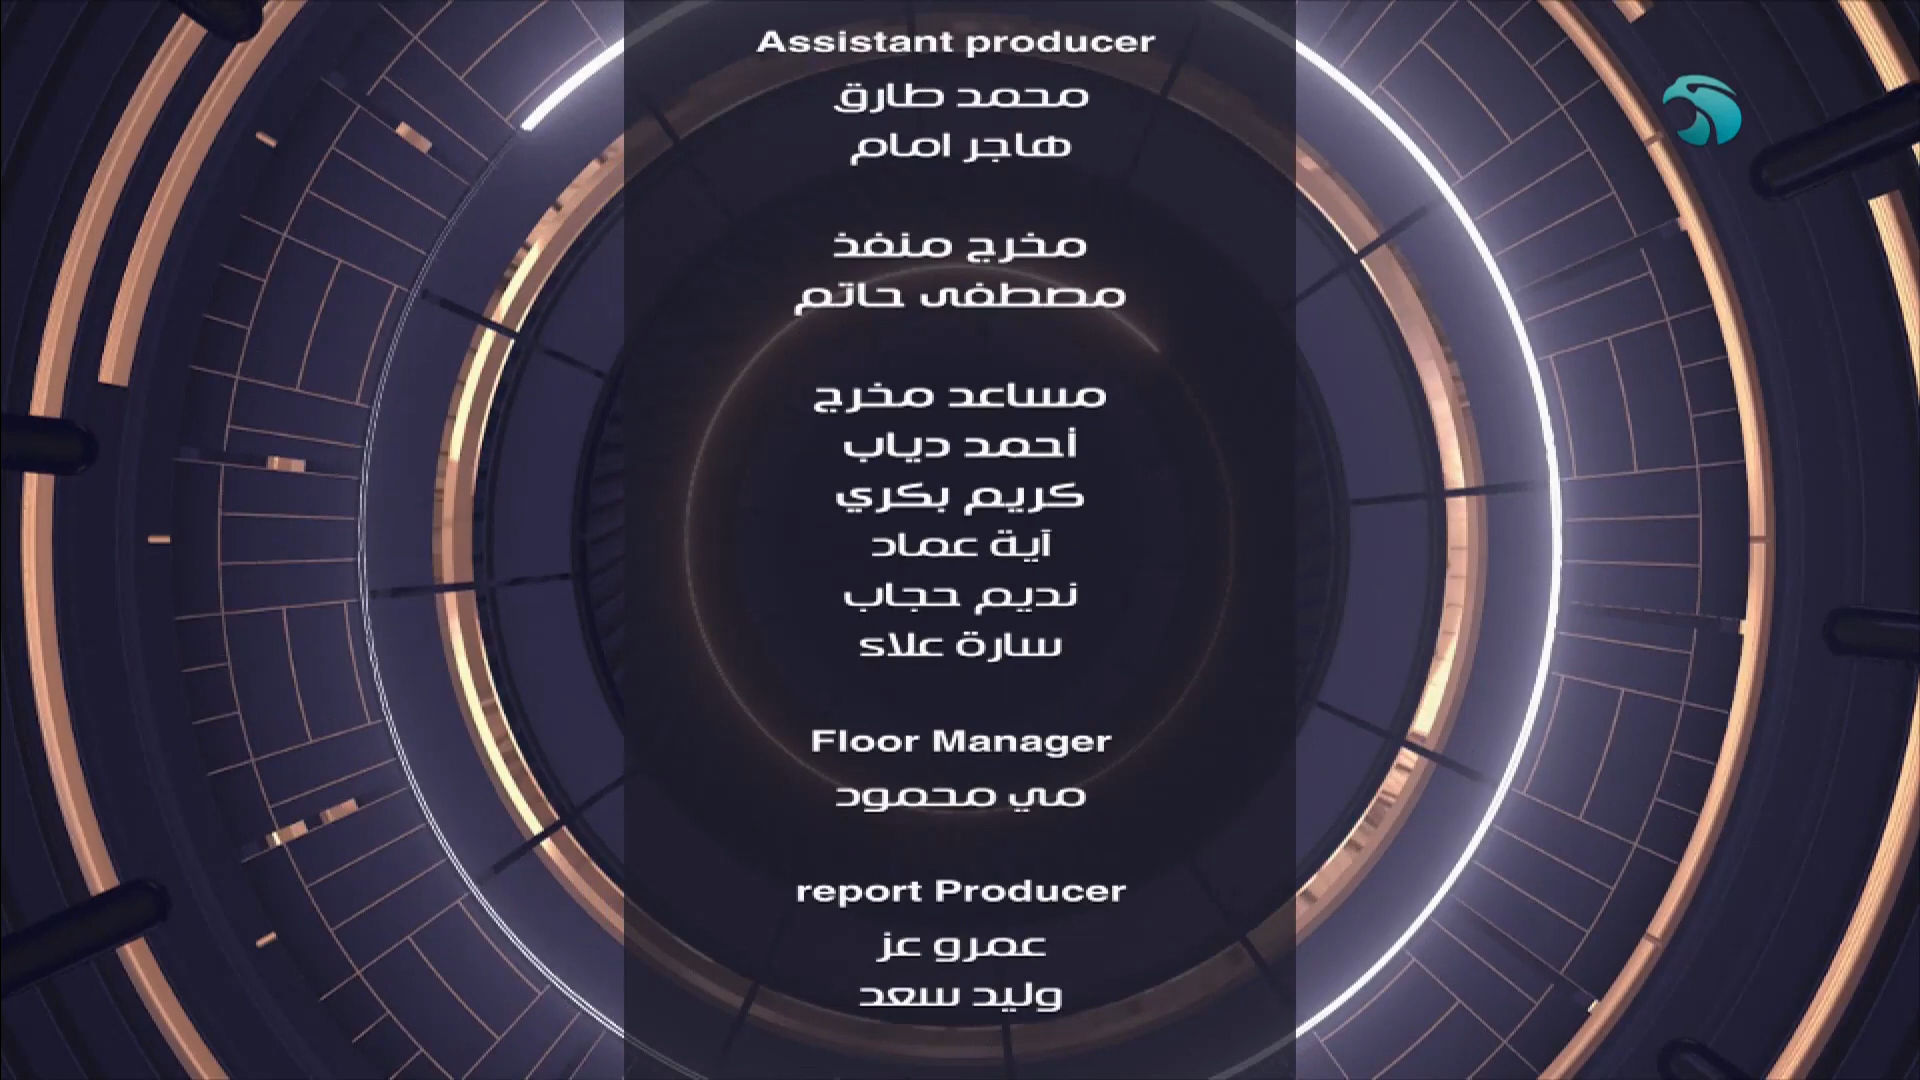 Assistant producer
محمد طارق
هاجر امام
مخرج منفذ
مصطفى حاتم
مساعد مخرج
أحمد دياب
كريم بكري
آية عماد
نديم حجاب
سارة علاء
Floor Manager
مي محمود
report Producer
عمرو عز
وليد سعد